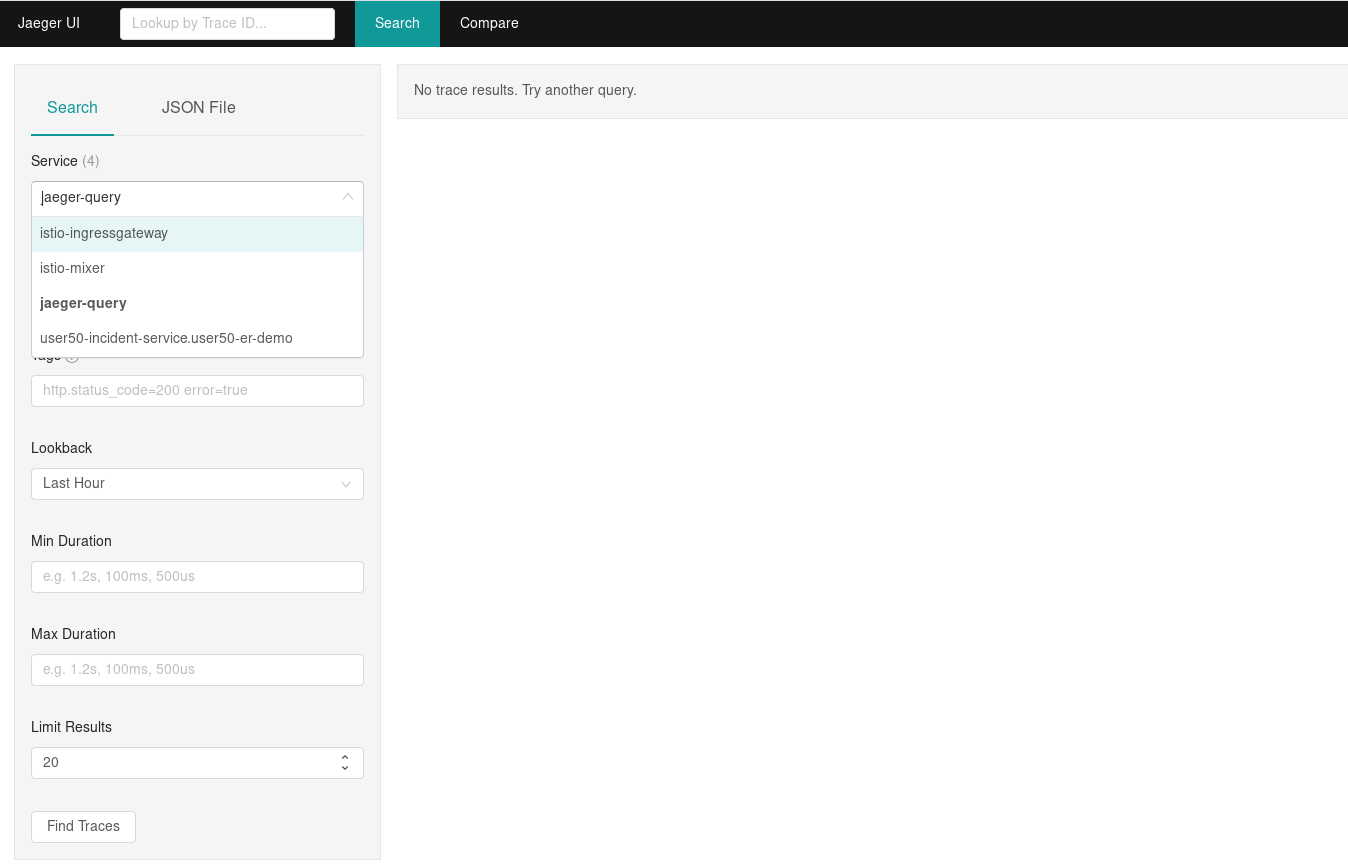 Jaeger UI Lookup by Trace ID... Search Compare
Search JSON File
Service (4)
jaeger-query
istio-ingressgateway
istio-mixer
jaeger-query
user50-incident-service.user50-er-demo
Tags
http.status_code=200 error=true
Lookback
Last Hour
Min Duration
e.g. 1.2s, 100ms, 500us
Max Duration
e.g. 1.2s, 100ms, 500us
Limit Results
20
Find Traces
No trace results. Try another query.